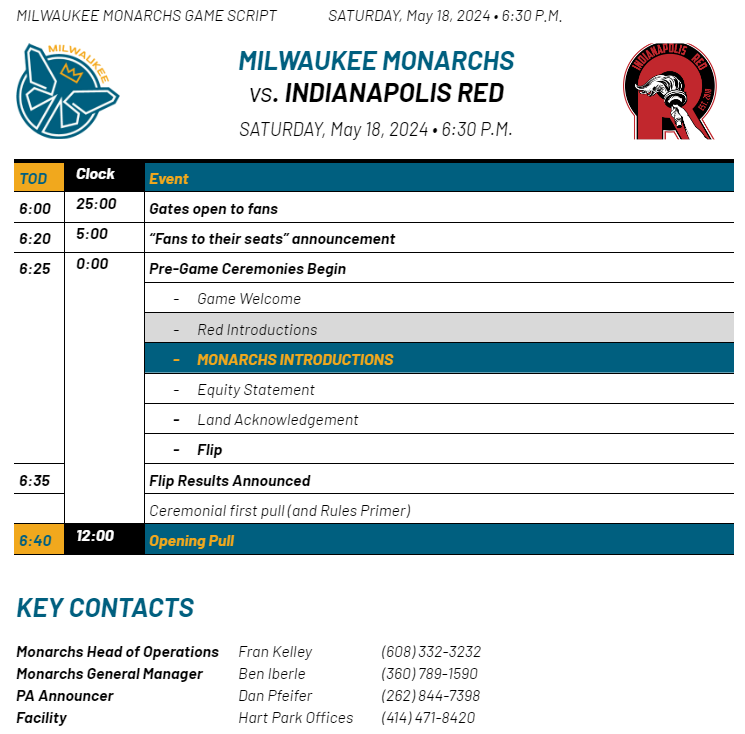 MILWAUKEE MONARCHS GAME SCRIPT SATURDAY, May 18, 2024 • 6:30 P.M.
MILWAUKEE
MILWAUKEE MONARCHS
vs. INDIANAPOLIS RED
SATURDAY, May 18, 2024 • 6:30 P.M.
INDIANAPOLIS RED
R
TOD Clock Event
6:00 25:00 Gates open to fans
6:20 5:00 "Fans to their seats" announcement
6:25 0:00 Pre-Game Ceremonies Begin
- Game Welcome
- Red Introductions
- MONARCHS INTRODUCTIONS
- Equity Statement
- Land Acknowledgement
- Flip
6:35 Flip Results Announced
Ceremonial first pull (and Rules Primer)
6:40 12:00 Opening Pull
KEY CONTACTS
Monarchs Head of Operations Fran Kelley (608) 332-3232
Monarchs General Manager Ben Iberle (360) 789-1590
PA Announcer Dan Pfeifer (262) 844-7398
Facility Hart Park Offices (414) 471-8420